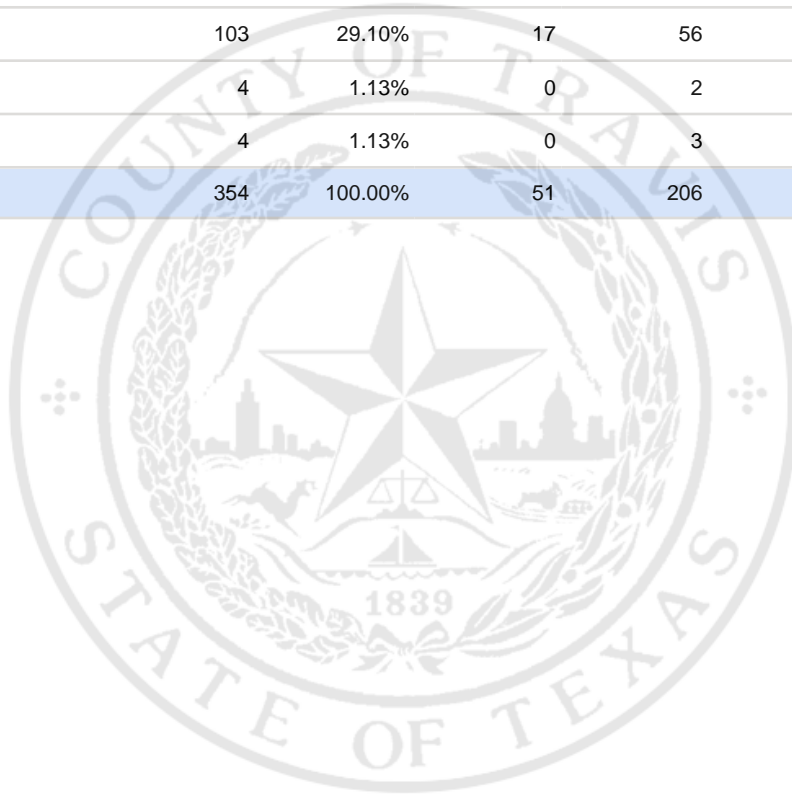 103 29.10% 17 56
4 1.13% 0 2
4 1.13% 0 3
354 100.00% 51 206
COUNTY OF TRAVIS
1839
STATE OF TEXAS